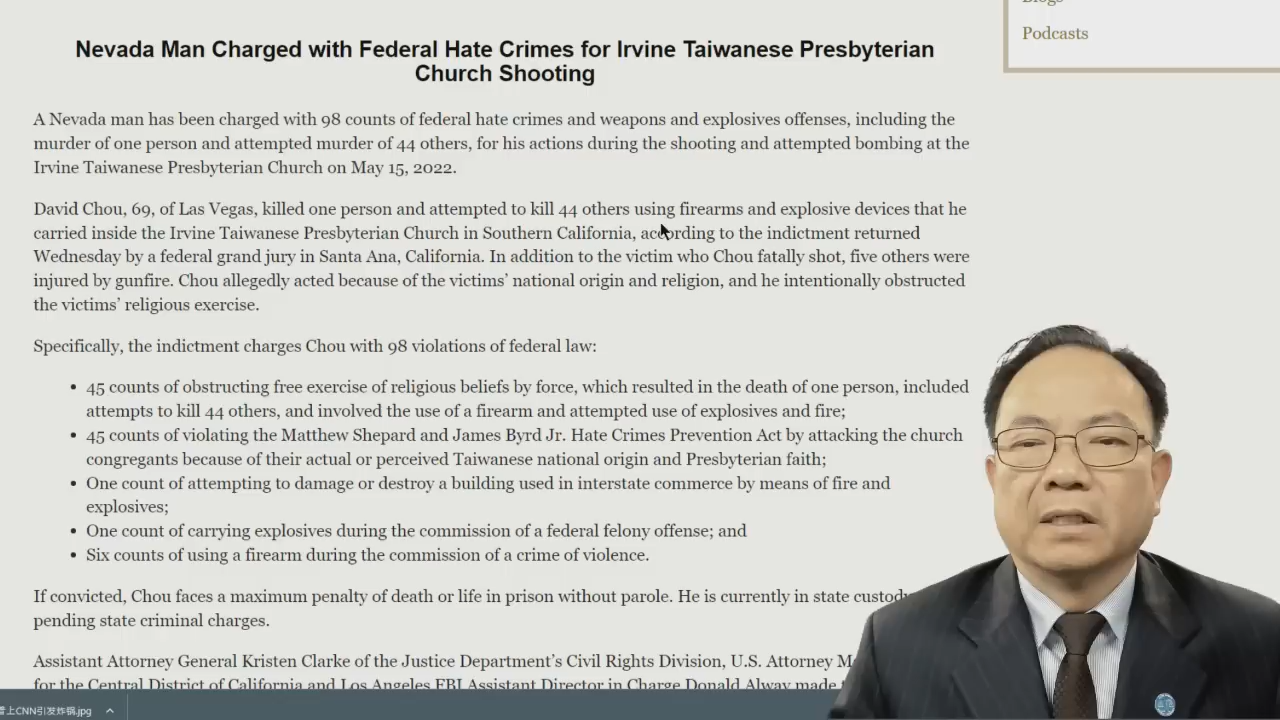 Blogs
Podcasts
Nevada Man Charged with Federal Hate Crimes for Irvine Taiwanese Presbyterian
Church Shooting
A Nevada man has been charged with 98 counts of federal hate crimes and weapons and explosives offenses, including the
murder of one person and attempted murder of 44 others, for his actions during the shooting and attempted bombing at the
Irvine Taiwanese Presbyterian Church on May 15, 2022.
David Chou, 69, of Las Vegas, killed one person and attempted to kill 44 others using firearms and explosive devices that he
carried inside the Irvine Taiwanese Presbyterian Church in Southern California, according to the indictment returned
Wednesday by a federal grand jury in Santa Ana, California. In addition to the victim who Chou fatally shot, five others were
injured by gunfire. Chou allegedly acted because of the victims’ national origin and religion, and he intentionally obstructed
the victims’ religious exercise.
Specifically, the indictment charges Chou with 98 violations of federal law:
• 45 counts of obstructing free exercise of religious beliefs by force, which resulted in the death of one person, included
attempts to kill 44 others, and involved the use of a firearm and attempted use of explosives and fire;
• 45 counts of violating the Matthew Shepard and James Byrd Jr. Hate Crimes Prevention Act by attacking the church
congregants because of their actual or perceived Taiwanese national origin and Presbyterian faith;
• One count of attempting to damage or destroy a building used in interstate commerce by means of fire and
explosives;
• One count of carrying explosives during the commission of a federal felony offense; and
• Six counts of using a firearm during the commission of a crime of violence.
If convicted, Chou faces a maximum penalty of death or life in prison without parole. He is currently in state custod
pending state criminal charges.
Assistant Attorney General Kristen Clarke of the Justice Department’s Civil Rights Division, U.S. Attorney M
for the Central District of California and Los Angeles FBI Assistant Director in Charge Donald Alway made
上CNN引发炸锅.jpg